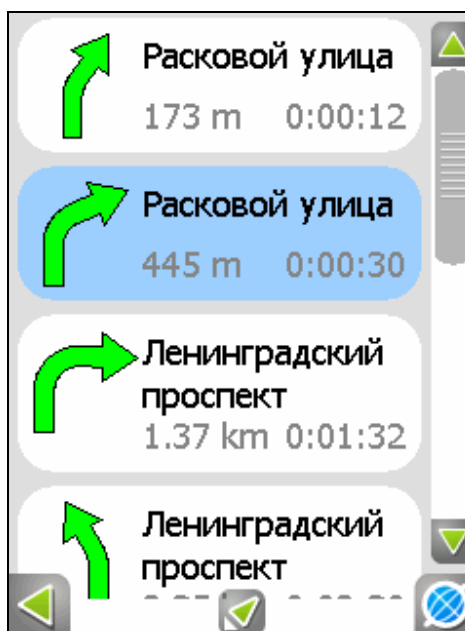 Расковой улица
173 m 0:00:12
Расковой улица
445 m 0:00:30
Ленинградский
проспект
1.37 km 0:01:32
Ленинградский
проспект